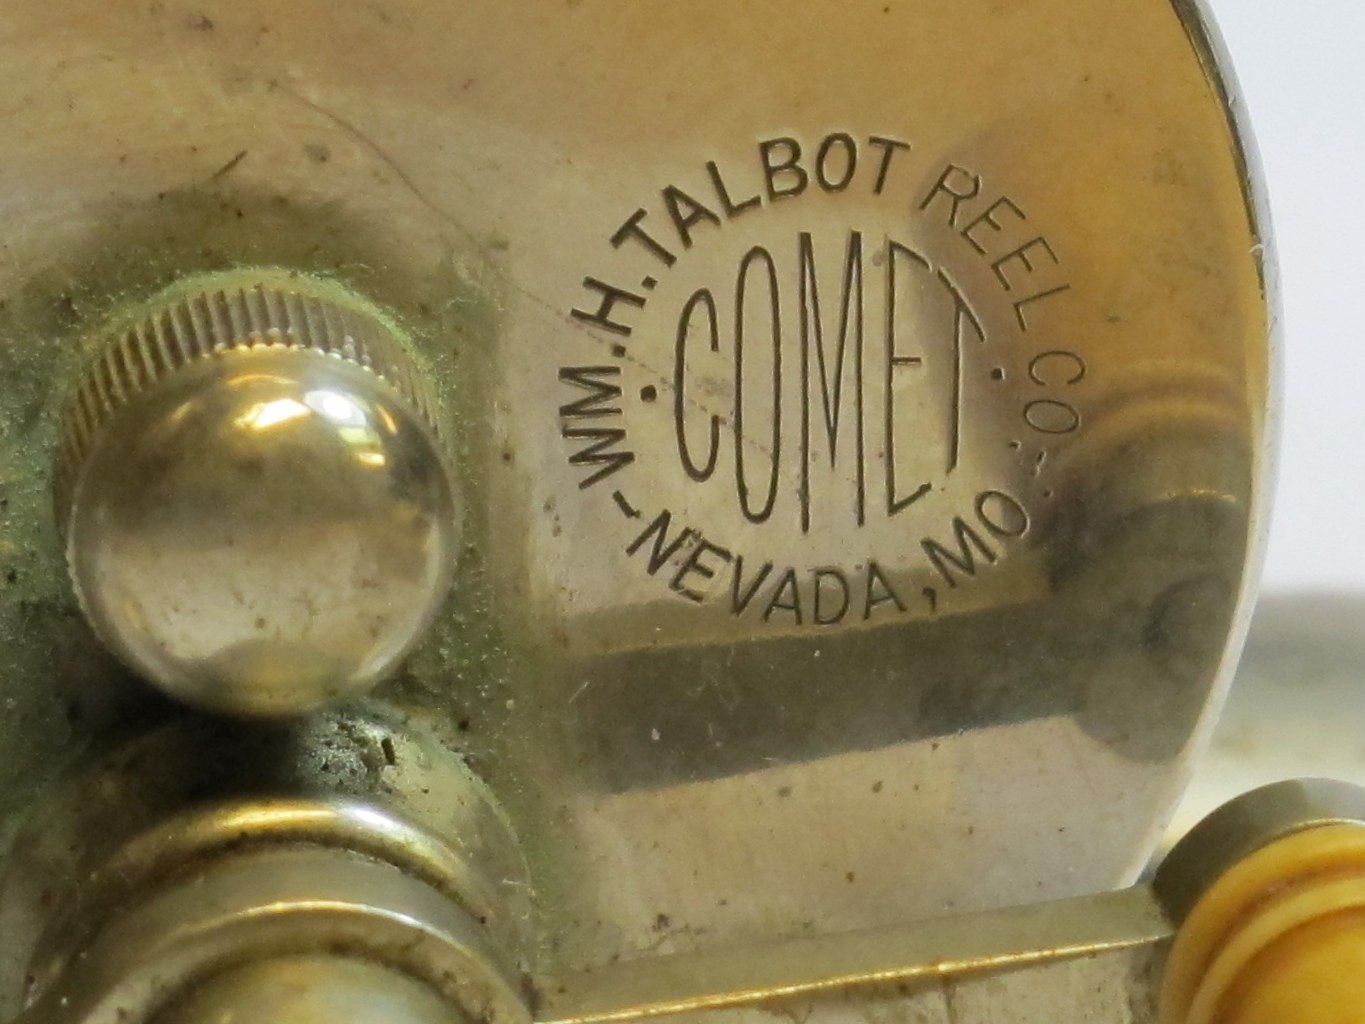 WM.H.TALBOT REEL CO.
·COMET·
-NEVADA,MO.